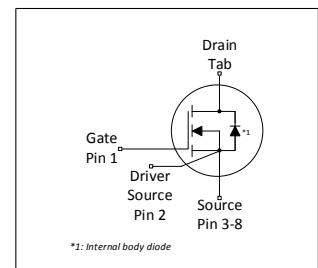 Drain
Tab
*1
Gate
Pin 1
Driver
Source
Pin 2
Source
Pin 3-8
*1: Internal body diode